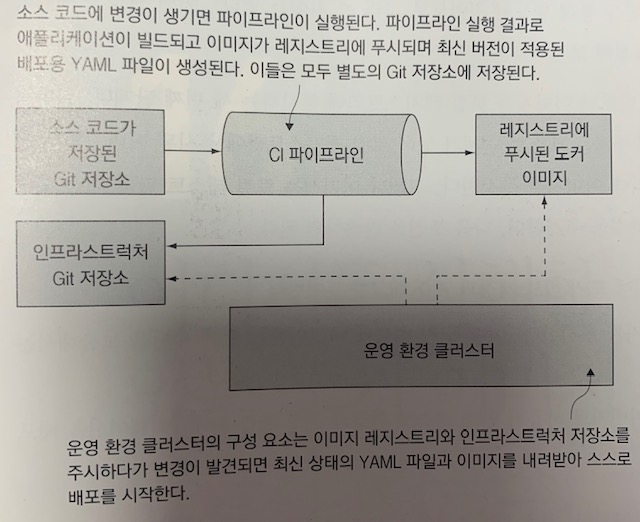 소스 코드에 변경이 생기면 파이프라인이 실행된다. 파이프라인 실행 결과로
애플리케이션이 빌드되고 이미지가 레지스트리에 푸시되며 최신 버전이 적용된
배포용 YAML 파일이 생성된다. 이들은 모두 별도의 Git 저장소에 저장된다.
소스 코드가
저장된
Git 저장소
CI 파이프라인
레지스트리에
푸시된 도커
이미지
인프라스트럭처
Git 저장소
운영 환경 클러스터
운영 환경 클러스터의 구성 요소는 이미지 레지스트리와 인프라스트럭처 저장소를
주시하다가 변경이 발견되면 최신 상태의 YAML 파일과 이미지를 내려받아 스스로
배포를 시작한다.